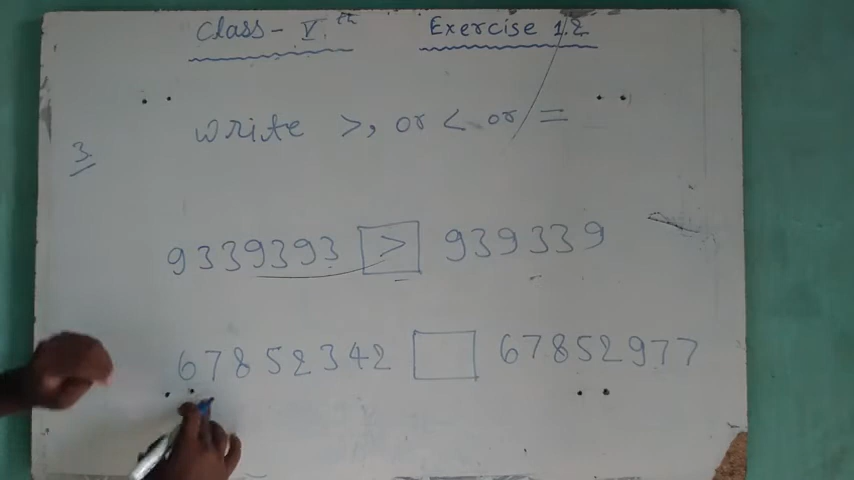 Class - V.th Exercise 1.2
3. write >, or < or =
9339393 > 939339
67852342 67852977